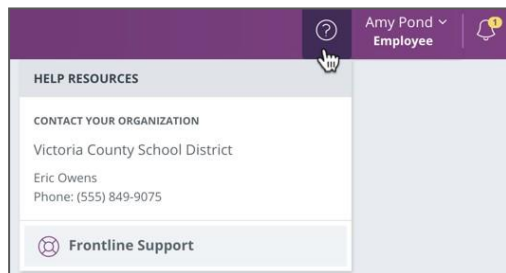 Amy Pond
Employee
1
HELP RESOURCES
CONTACT YOUR ORGANIZATION
Victoria County School District
Eric Owens
Phone: (555) 849-9075
Frontline Support